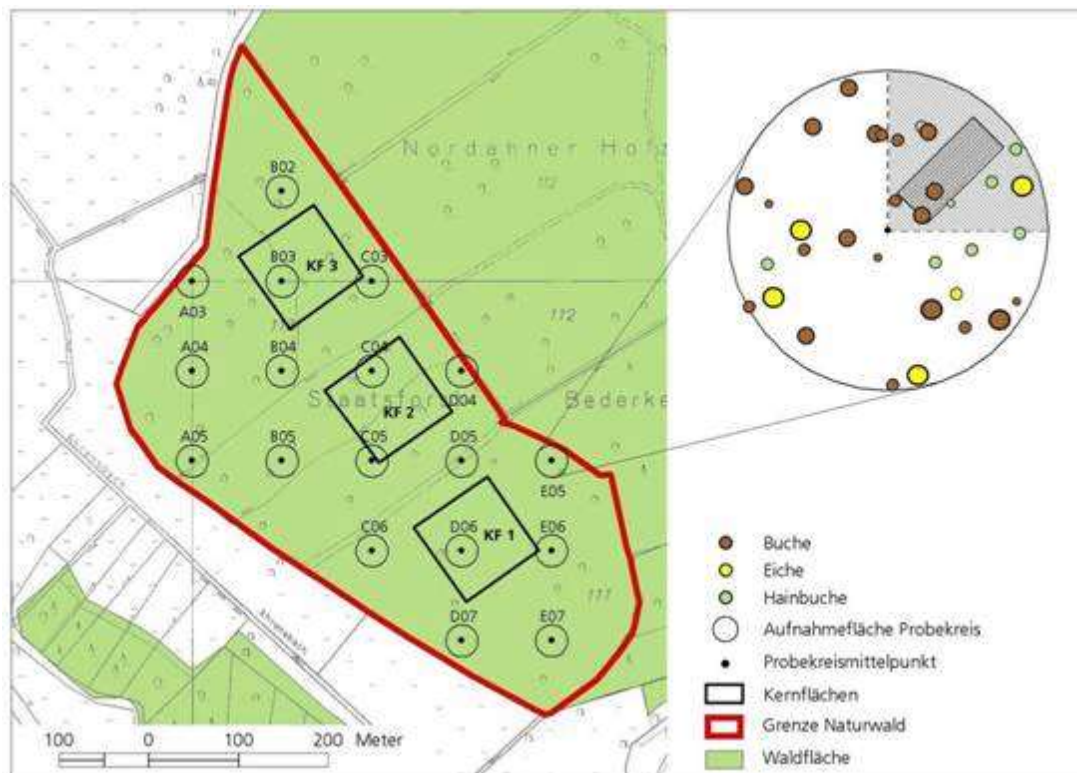 Nordahner Holz
112
B02
KF 3
B03
C03
A03
112
A04
B04
C04
D04
Staatsfor
Bederke
KF 2
A05
B05
C05
D05
E05
C06
D06
KF 1
E06
111
D07
E07
100 0 100 200 Meter
Buche
Eiche
Hainbuche
Aufnahmefläche Probekreis
Probekreismittelpunkt
Kernflächen
Grenze Naturwald
Waldfläche